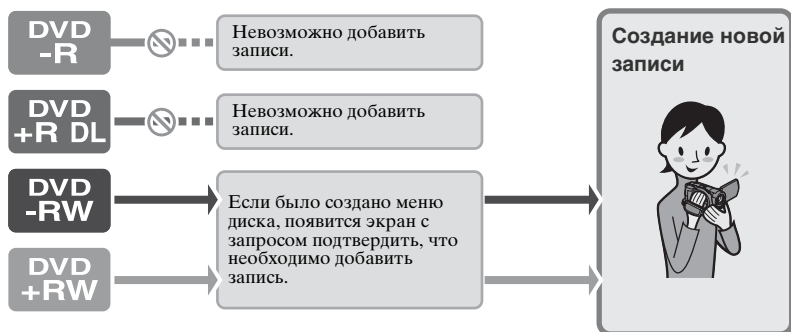 DVD
-R
Невозможно добавить
записи.
DVD
+R DL
Невозможно добавить
записи.
DVD
-RW
DVD
+RW
Если было создано меню
диска, появится экран с
запросом подтвердить, что
необходимо добавить
запись.
Создание новой
записи